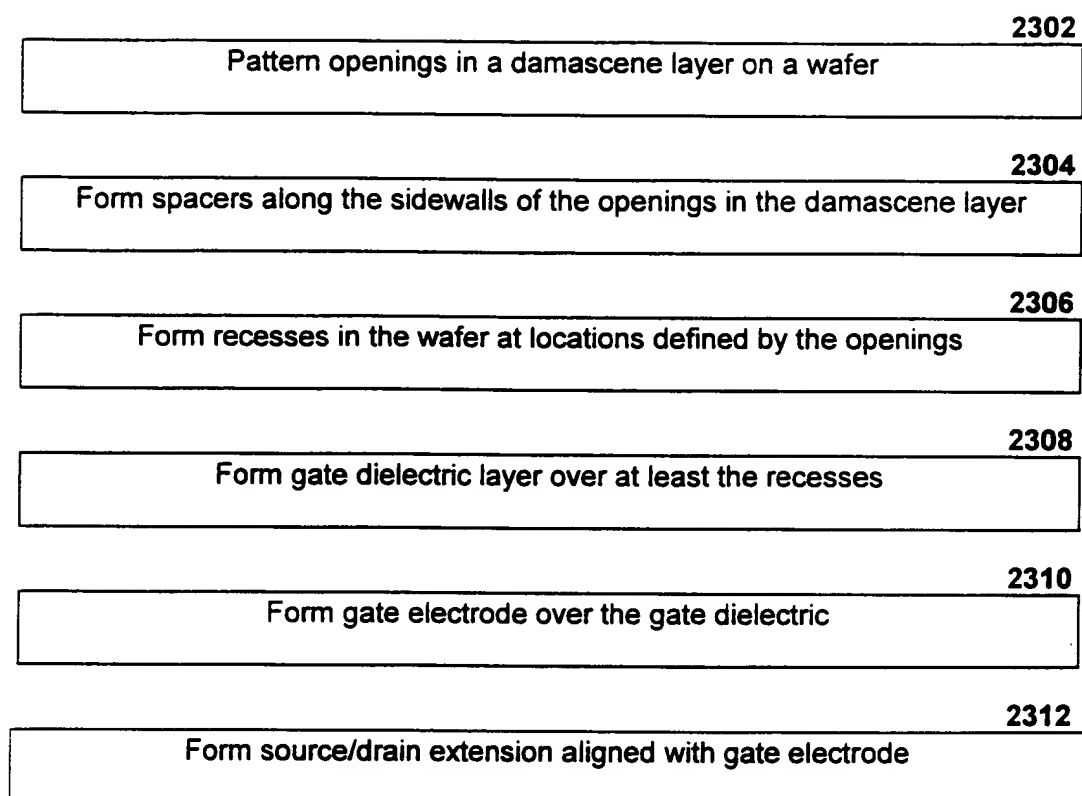 2302
Pattern openings in a damascene layer on a wafer
2304
Form spacers along the sidewalls of the openings in the damascene layer
2306
Form recesses in the wafer at locations defined by the openings
2308
Form gate dielectric layer over at least the recesses
2310
Form gate electrode over the gate dielectric
2312
Form source/drain extension aligned with gate electrode